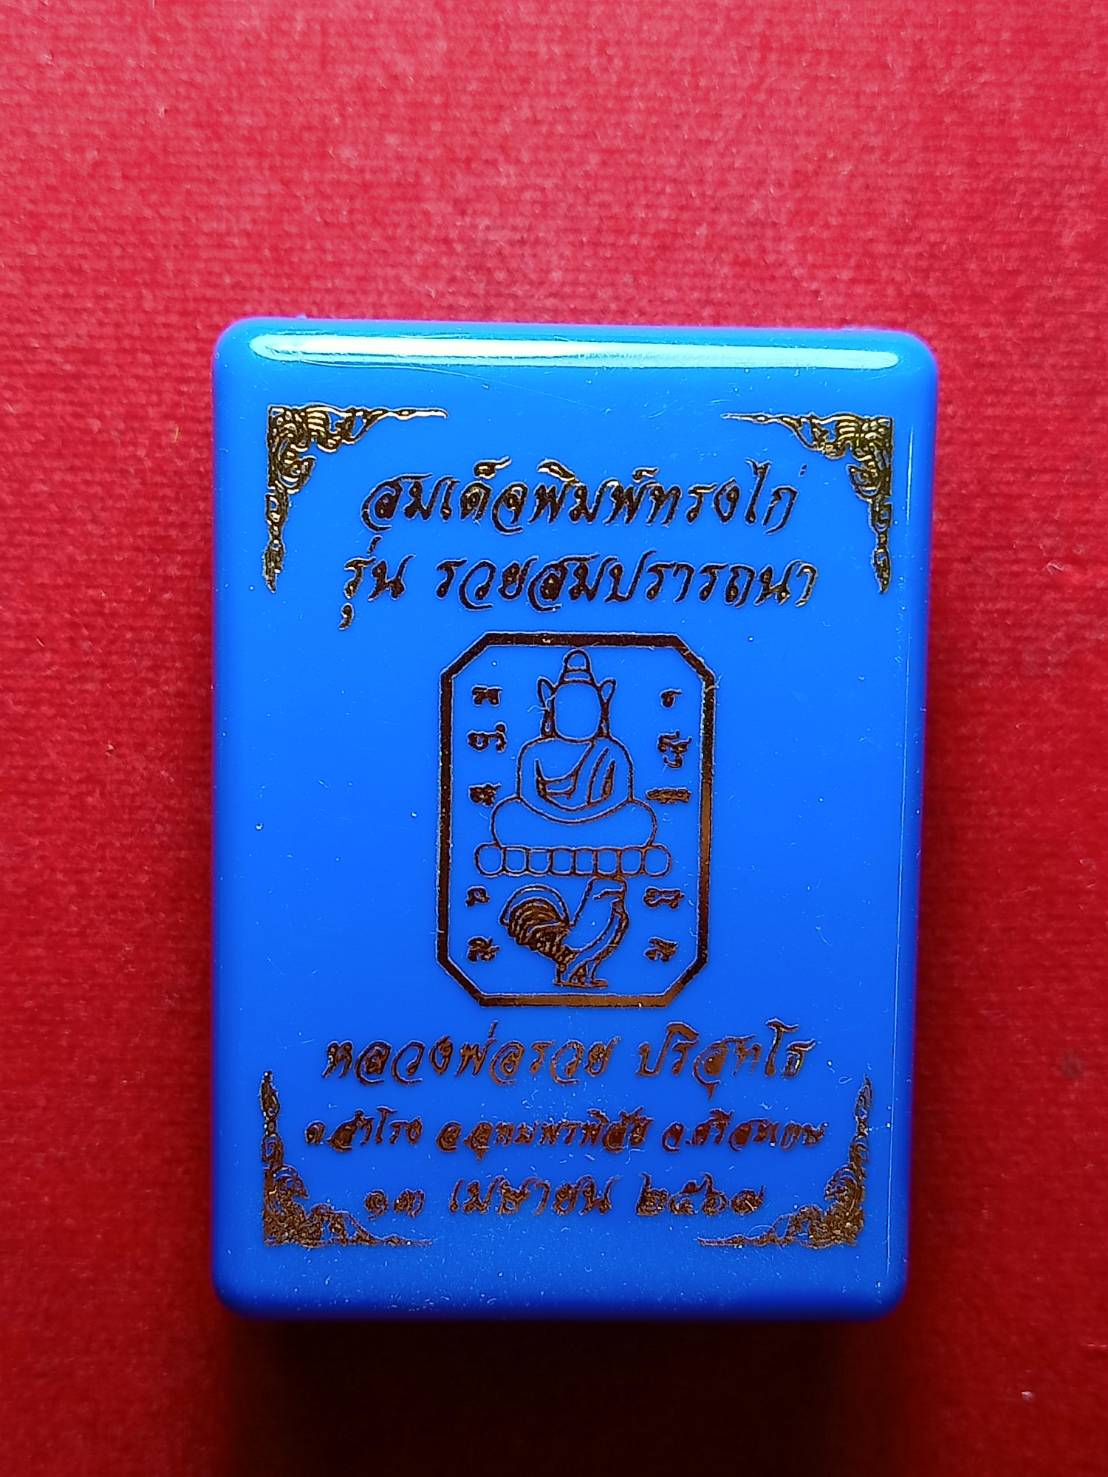 สมเด็จพิมพ์ทรงไก่
รุ่น รวยสมปรารถนา
หลวงพ่อรวย ปริสุทโธ
ต.สำโรง อ.อุทุมพรพิสัย จ.ศรีสะเกษ
๑๓ เมษายน ๒๕๖๗